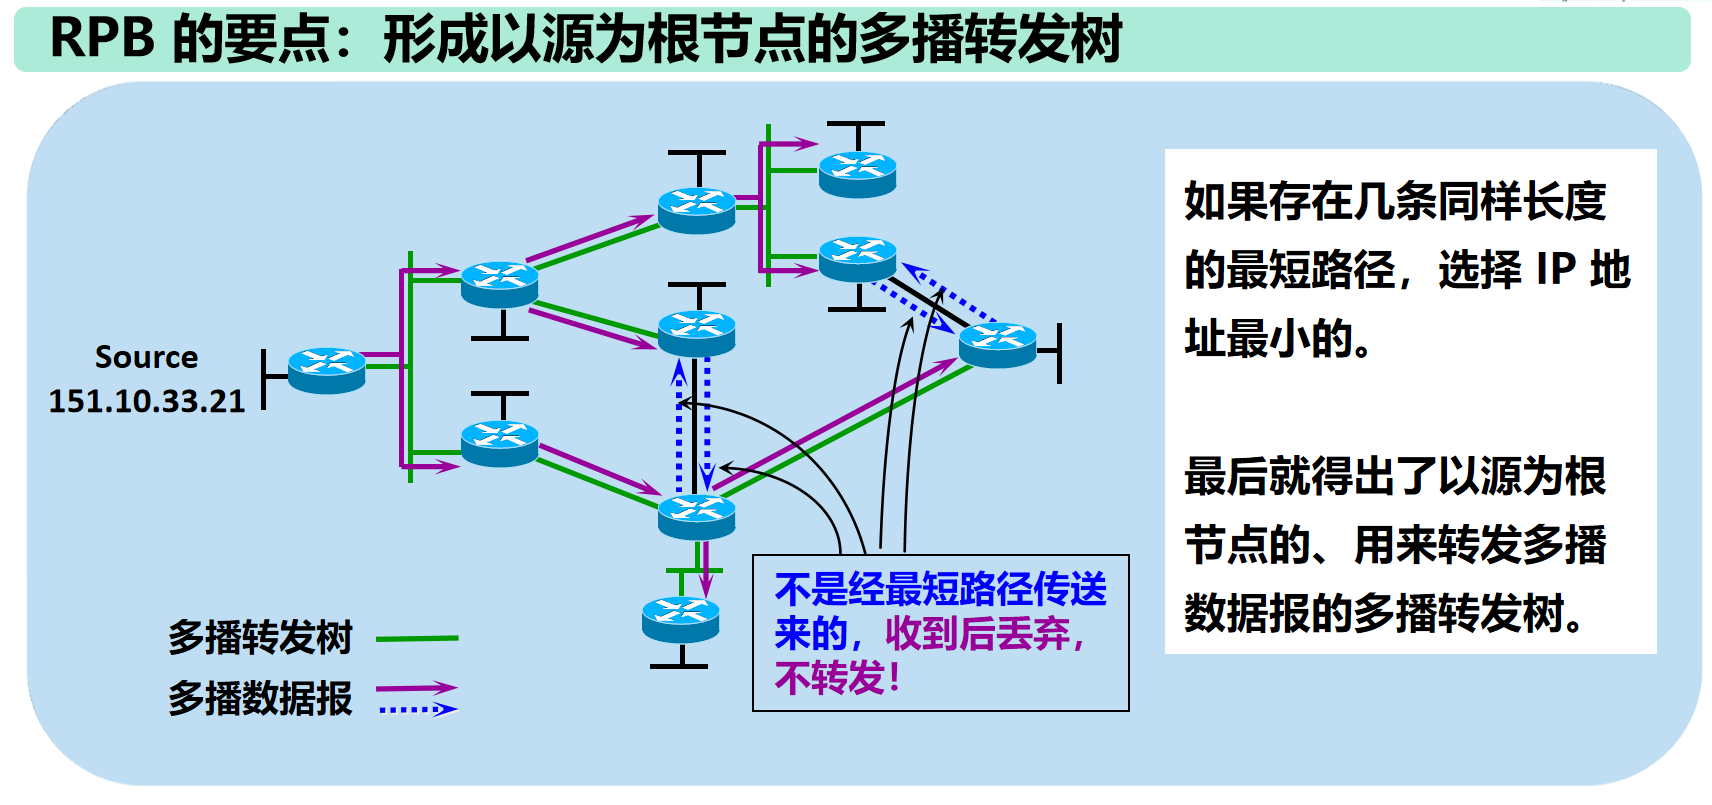 RPB 的要点：形成以源为根节点的多播转发树
Source
151.10.33.21
如果存在几条同样长度
的最短路径，选择 IP 地
址最小的。
最后就得出了以源为根
节点的、用来转发多播
数据报的多播转发树。
不是经最短路径传送
来的，收到后丢弃，
不转发！
多播转发树
多播数据报